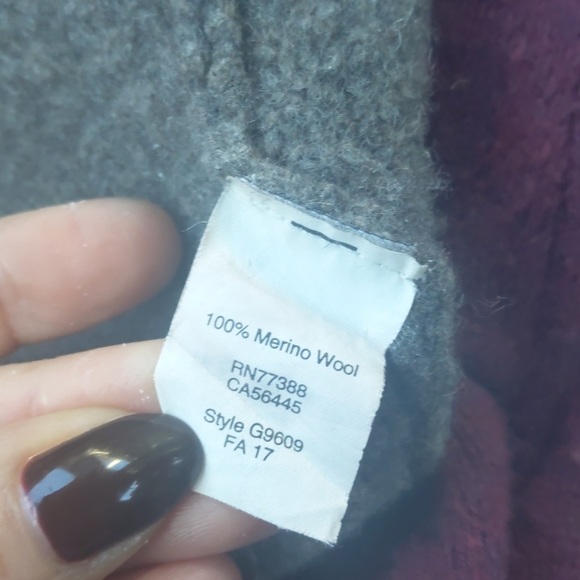 100% Merino Wool
RN77388
CA56445
Style G9609
FA 17